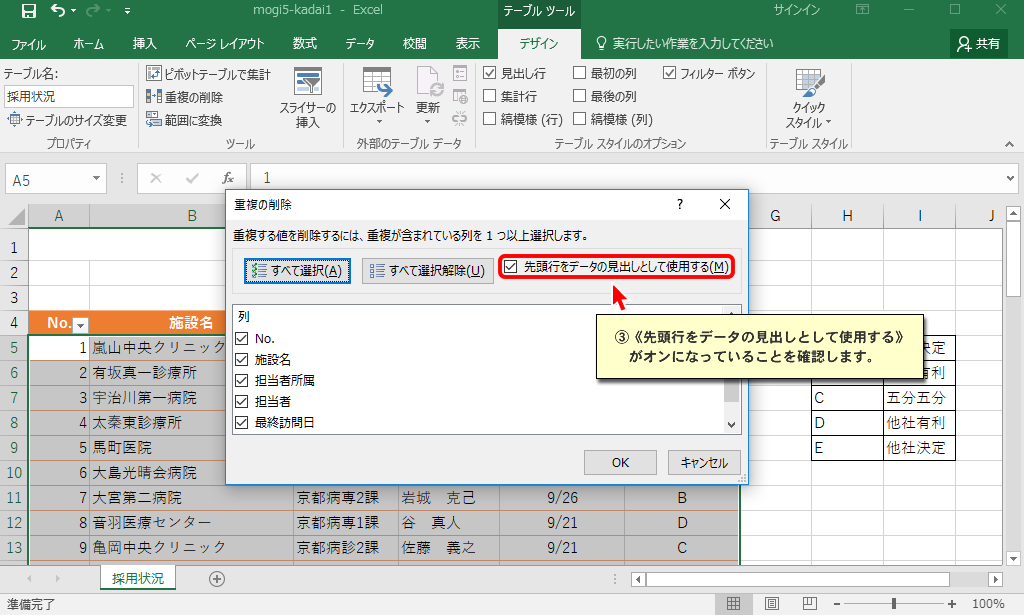 mogi5-kadai1 - Excel
テーブル ツール
サインイン
ファイル ホーム 挿入 ページ レイアウト 数式 データ 校閲 表示 デザイン 実行したい作業を入力してください 共有
テーブル名:
採用状況
テーブルのサイズ変更
プロパティ
ピボットテーブルで集計
重複の削除
範囲に変換
スライサーの
挿入
ツール
エクスポート
更新
外部のテーブル データ
見出し行 最初の列 フィルター ボタン
集計行 最後の列
縞模様 (行) 縞模様 (列)
テーブル スタイルのオプション
クイック
スタイル
テーブル スタイル
A5 fx 1
A B G H I J
重複の削除 ?
重複する値を削除するには、重複が含まれている列を 1 つ以上選択します。
すべて選択(A) すべて選択解除(U) 先頭行をデータの見出しとして使用する(M)
列
No.
施設名
担当者所属
担当者
最終訪問日
OK キャンセル
③《先頭行をデータの見出しとして使用する》
がオンになっていることを確認します。
1
2
3
4 No. 施設名
5 1 嵐山中央クリニック 決定
6 2 有坂真一診療所 有利
7 3 宇治川第一病院 C 五分五分
8 4 太秦東診療所 D 他社有利
9 5 馬町医院 E 他社決定
10 6 大島光晴会病院
11 7 大宮第二病院 京都病専2課 岩城 克己 9/26 B
12 8 音羽医療センター 京都病専1課 谷 真人 9/21 D
13 9 亀岡中央クリニック 京都病診2課 佐藤 義之 9/21 C
採用状況
準備完了 100%